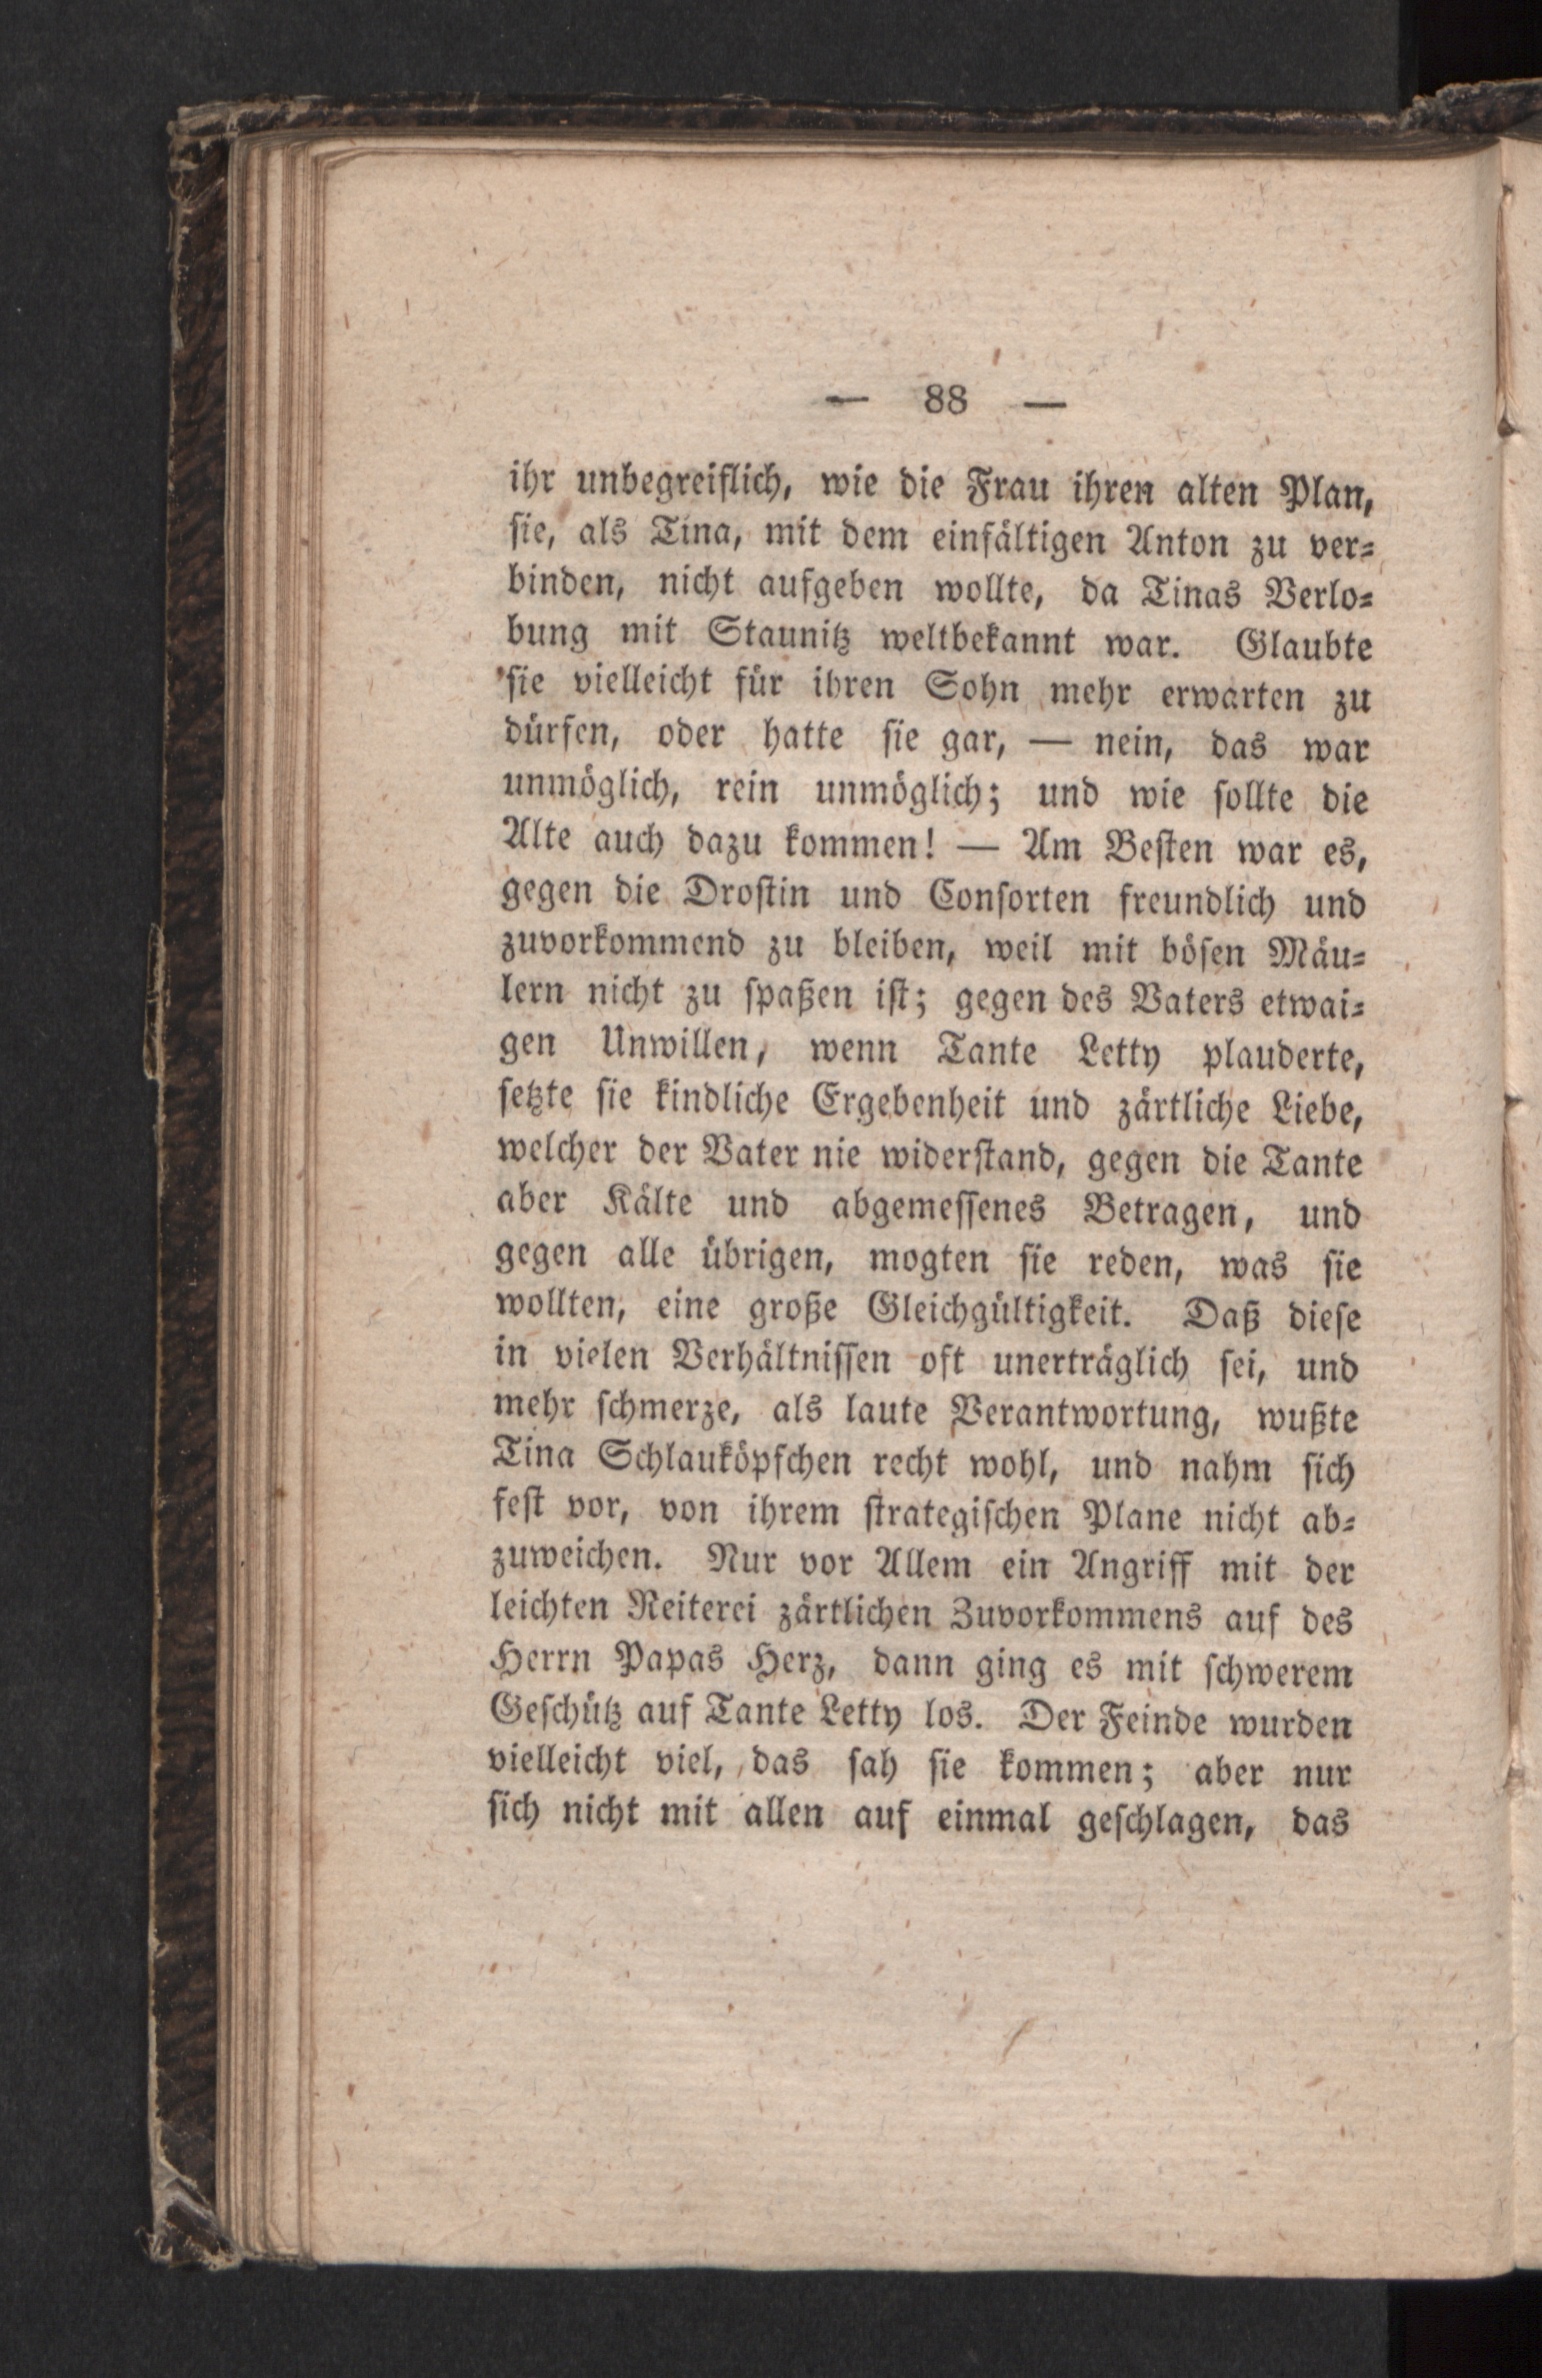 — 88 —
ihr unbegreiflich, wie die Frau ihren alten Plan,
sie, als Tina, mit dem einfältigen Anton zu ver⸗
binden, nicht aufgeben wollte, da Tinas Verlo⸗
bung mit Staunitz weltbekannt war. Glaubte
sie vielleicht für ihren Sohn mehr erwarten zu
dürfen, oder hatte sie gar, — nein, das war
unmöglich, rein unmöglich; und wie sollte die
Alte auch dazu kommen! — Am Besten war es,
gegen die Drostin und Consorten freundlich und
zuvorkommend zu bleiben, weil mit bösen Mäu⸗
lern nicht zu spaßen ist; gegen des Vaters etwai⸗
gen Unwillen, wenn Tante Letty plauderte,
setzte sie kindliche Ergebenheit und zärtliche Liebe,
welcher der Vater nie widerstand, gegen die Tante
aber Kälte und abgemessenes Betragen, und
gegen alle übrigen, mogten sie reden, was sie
wollten, eine große Gleichgültigkeit. Daß diese
in vielen Verhältnissen oft unerträglich sei, und
mehr schmerze, als laute Verantwortung, wußte
Tina Schlauköpfchen recht wohl, und nahm sich
fest vor, von ihrem strategischen Plane nicht ab⸗
zuweichen. Nur vor Allem ein Angriff mit der
leichten Reiterei zärtlichen Zuvorkommens auf des
Herrn Papas Herz, dann ging es mit schwerem
Geschütz auf Tante Letty los. Der Feinde wurden
vielleicht viel, das sah sie kommen; aber nur
sich nicht mit allen auf einmal geschlagen, das